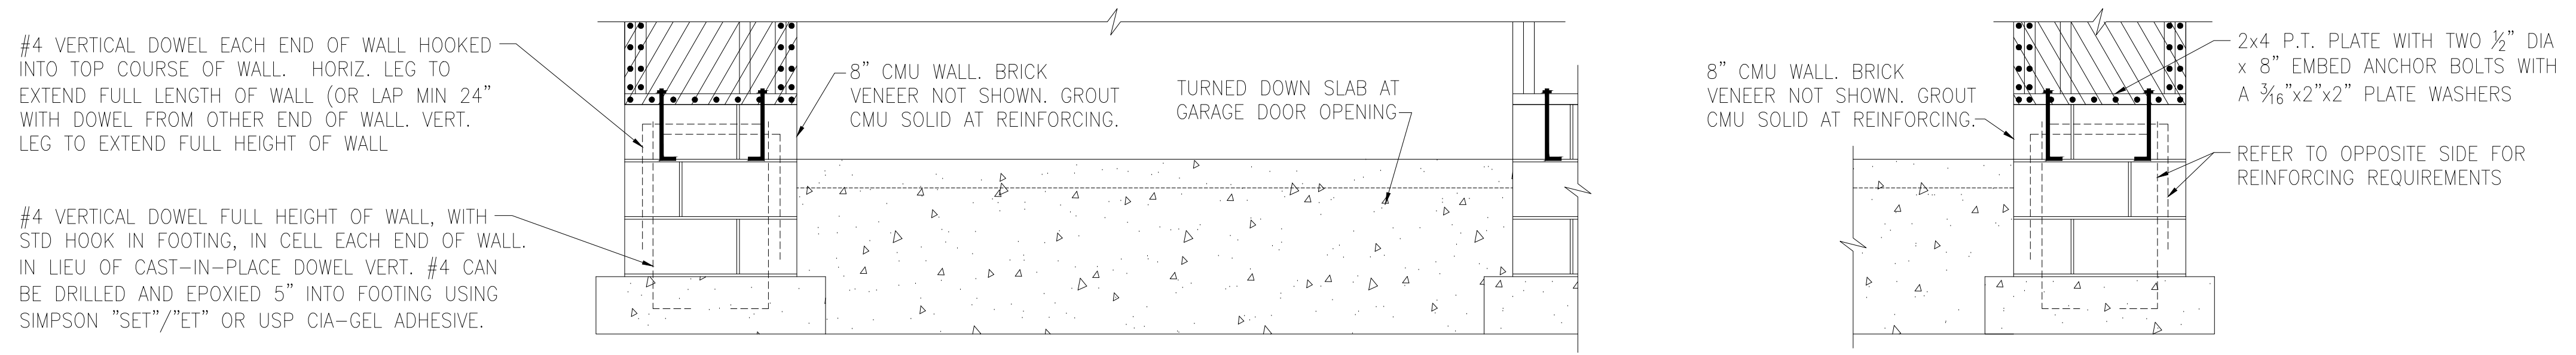 #4 VERTICAL DOWEL EACH END OF WALL HOOKED
INTO TOP COURSE OF WALL. HORIZ. LEG TO
EXTEND FULL LENGTH OF WALL (OR LAP MIN 24"
WITH DOWEL FROM OTHER END OF WALL. VERT.
LEG TO EXTEND FULL HEIGHT OF WALL
#4 VERTICAL DOWEL FULL HEIGHT OF WALL, WITH
STD HOOK IN FOOTING, IN CELL EACH END OF WALL.
IN LIEU OF CAST-IN-PLACE DOWEL VERT. #4 CAN
BE DRILLED AND EPOXIED 5" INTO FOOTING USING
SIMPSON "SET"/"ET" OR USP CIA-GEL ADHESIVE.
8" CMU WALL. BRICK
VENEER NOT SHOWN. GROUT
CMU SOLID AT REINFORCING.
TURNED DOWN SLAB AT
GARAGE DOOR OPENING
8" CMU WALL. BRICK
VENEER NOT SHOWN. GROUT
CMU SOLID AT REINFORCING.
2x4 P.T. PLATE WITH TWO ½" DIA
x 8" EMBED ANCHOR BOLTS WITH
A 3/16"x2"x2" PLATE WASHERS
REFER TO OPPOSITE SIDE FOR
REINFORCING REQUIREMENTS